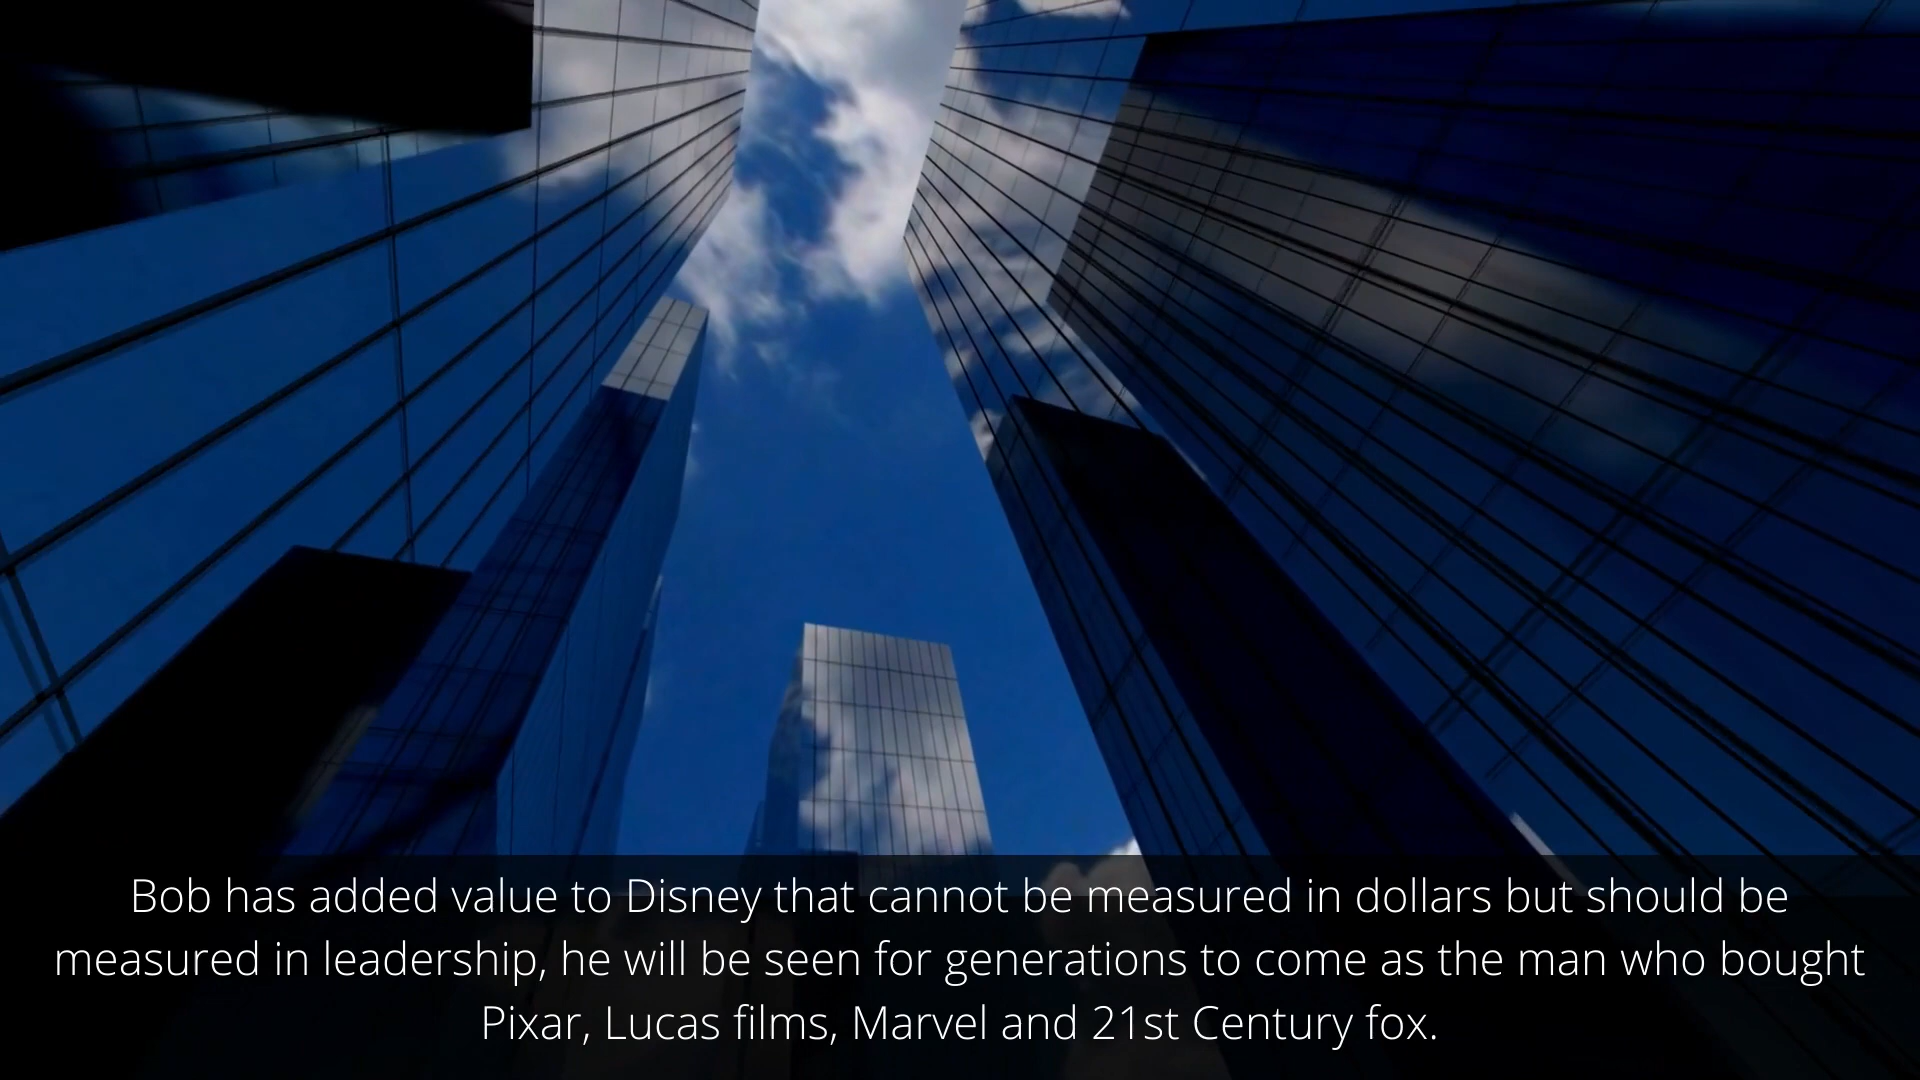 Bob has added value to Disney that cannot be measured in dollars but should be
measured in leadership, he will be seen for generations to come as the man who bought
Pixar, Lucas films, Marvel and 21st Century fox.